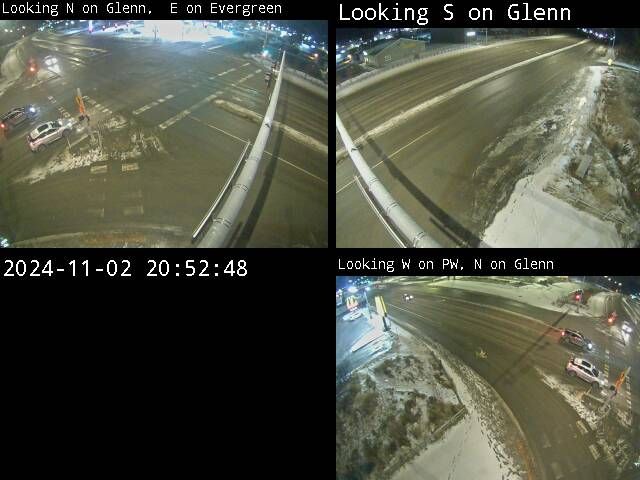 Looking N on Glenn, E on Evergreen
Looking S on Glenn
2024-11-02 20:52:48
Looking W on PW, N on Glenn